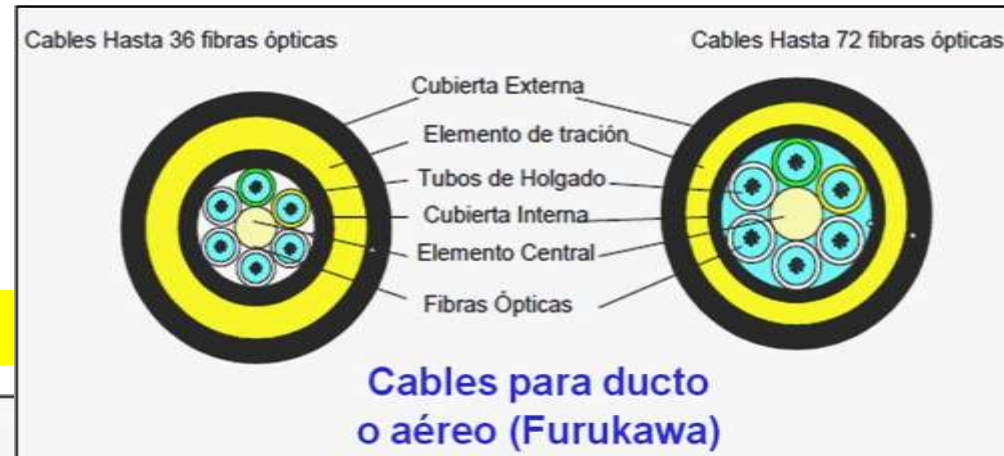 Cables Hasta 36 fibras ópticas
Cables Hasta 72 fibras ópticas
Cubierta Externa
Elemento de tración
Tubos de Holgado
Cubierta Interna
Elemento Central
Fibras Ópticas
Cables para ducto
o aéreo (Furukawa)